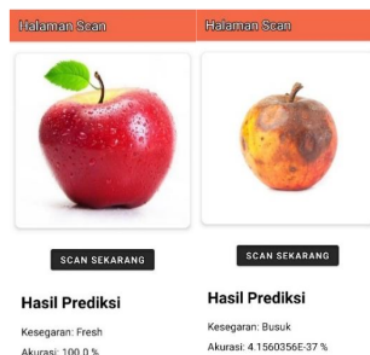 Halaman Scan
SCAN SEKARANG
Hasil Prediksi
Kesegaran: Fresh
Akurasi: 100.0 %
Halaman Scan
SCAN SEKARANG
Hasil Prediksi
Kesegaran: Busuk
Akurasi: 4.1560356E-37 %